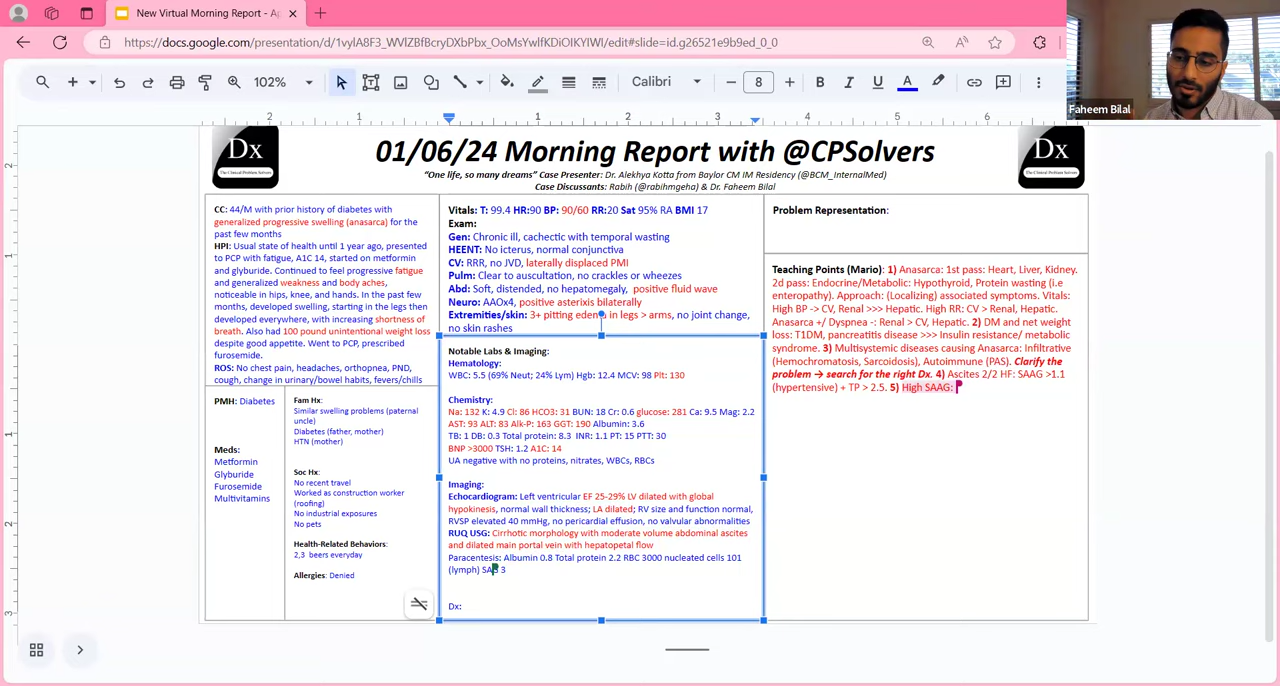 New Virtual Morning Report - Ap
https://docs.google.com/presentation/d/1vylA8F3_WVlZBfBcryDXbPbx_OoMsYwlfKDiOIKYlWI/edit#slide=id.g26521e9b9ed_0_0
102%
Calibri
8
B I U A
Faheem Bilal
2 1 1 2 3 4 5 6
Dx
The Clinical Problem Solvers
01/06/24 Morning Report with @CPSolvers
"One life, so many dreams" Case Presenter: Dr. Alekhya Kotta from Baylor CM IM Residency (@BCM_InternalMed)
Case Discussants: Rabih (@rabihmgeha) & Dr. Faheem Bilal
Dx
The Clinical Problem Solvers
CC: 44/M with prior history of diabetes with
generalized progressive swelling (anasarca) for the
past few months
HPI: Usual state of health until 1 year ago, presented
to PCP with fatigue, A1C 14, started on metformin
and glyburide. Continued to feel progressive fatigue
and generalized weakness and body aches,
noticeable in hips, knee, and hands. In the past few
months, developed swelling, starting in the legs then
developed everywhere, with increasing shortness of
breath. Also had 100 pound unintentional weight loss
despite good appetite. Went to PCP, prescribed
furosemide.
ROS: No chest pain, headaches, orthopnea, PND,
cough, change in urinary/bowel habits, fevers/chills
PMH: Diabetes
Meds:
Metformin
Glyburide
Furosemide
Multivitamins
Fam Hx:
Similar swelling problems (paternal
uncle)
Diabetes (father, mother)
HTN (mother)
Soc Hx:
No recent travel
Worked as construction worker
(roofing)
No industrial exposures
No pets
Health-Related Behaviors:
2,3 beers everyday
Allergies: Denied
Vitals: T: 99.4 HR:90 BP: 90/60 RR:20 Sat 95% RA BMI 17
Exam:
Gen: Chronic ill, cachectic with temporal wasting
HEENT: No icterus, normal conjunctiva
CV: RRR, no JVD, laterally displaced PMI
Pulm: Clear to auscultation, no crackles or wheezes
Abd: Soft, distended, no hepatomegaly, positive fluid wave
Neuro: AAOx4, positive asterixis bilaterally
Extremities/skin: 3+ pitting edema in legs > arms, no joint change,
no skin rashes
Notable Labs & Imaging:
Hematology:
WBC: 5.5 (69% Neut; 24% Lym) Hgb: 12.4 MCV: 98 Plt: 130
Chemistry:
Na: 132 K: 4.9 Cl: 86 HCO3: 31 BUN: 18 Cr: 0.6 glucose: 281 Ca: 9.5 Mag: 2.2
AST: 93 ALT: 83 Alk-P: 163 GGT: 190 Albumin: 3.6
TB: 1 DB: 0.3 Total protein: 8.3 INR: 1.1 PT: 15 PTT: 30
BNP >3000 TSH: 1.2 A1C: 14
UA negative with no proteins, nitrates, WBCs, RBCs
Imaging:
Echocardiogram: Left ventricular EF 25-29% LV dilated with global
hypokinesis, normal wall thickness; LA dilated; RV size and function normal,
RVSP elevated 40 mmHg, no pericardial effusion, no valvular abnormalities
RUQ USG: Cirrhotic morphology with moderate volume abdominal ascites
and dilated main portal vein with hepatopetal flow
Paracentesis: Albumin 0.8 Total protein 2.2 RBC 3000 nucleated cells 101
(lymph) 3
Dx:
Problem Representation:
Teaching Points (Mario): 1) Anasarca: 1st pass: Heart, Liver, Kidney.
2d pass: Endocrine/Metabolic: Hypothyroid, Protein wasting (i.e
enteropathy). Approach: (Localizing) associated symptoms. Vitals:
High BP -> CV, Renal >>> Hepatic. High RR: CV > Renal, Hepatic.
Anasarca +/ Dyspnea -: Renal > CV, Hepatic. 2) DM and net weight
loss: T1DM, pancreatitis disease >>> Insulin resistance/ metabolic
syndrome. 3) Multisystemic diseases causing Anasarca: Infiltrative
(Hemochromatosis, Sarcoidosis), Autoimmune (PAS). Clarify the
problem → search for the right Dx. 4) Ascites 2/2 HF: SAAG >1.1
(hypertensive) + TP > 2.5. 5) High SAAG: